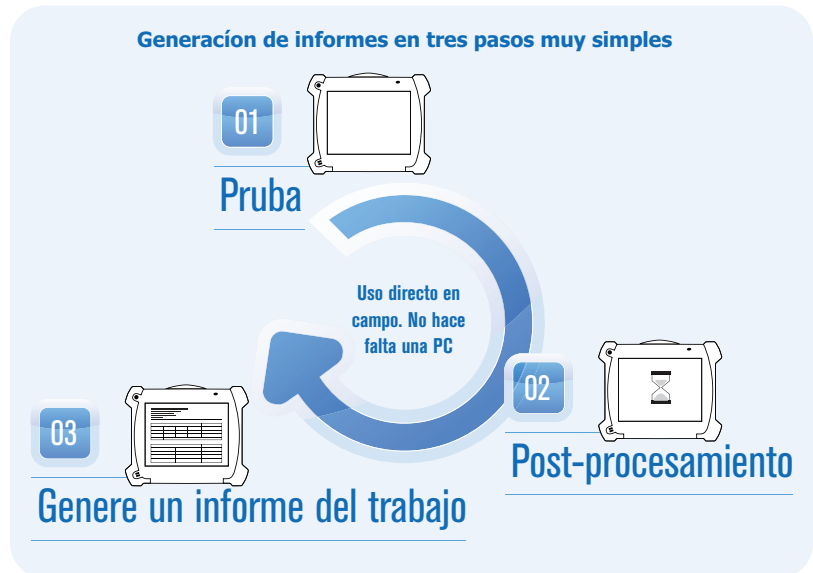 Generacíon de informes en tres pasos muy simples
01
Pruba
Uso directo en
campo. No hace
falta una PC
02
Post-procesamiento
03
Genere un informe del trabajo